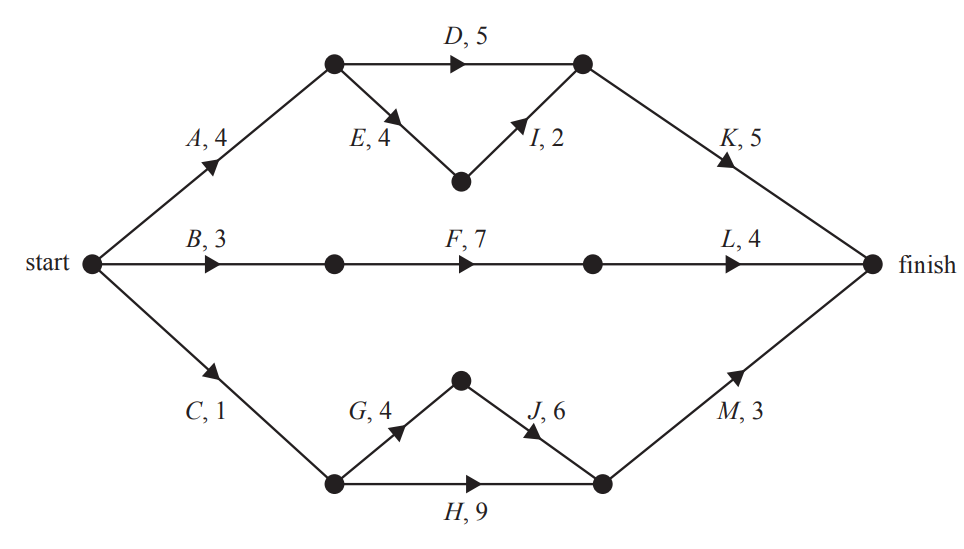 D, 5
A, 4
E, 4
I, 2
K, 5
B, 3
F, 7
L, 4
start
finish
C, 1
G, 4
J, 6
M, 3
H, 9